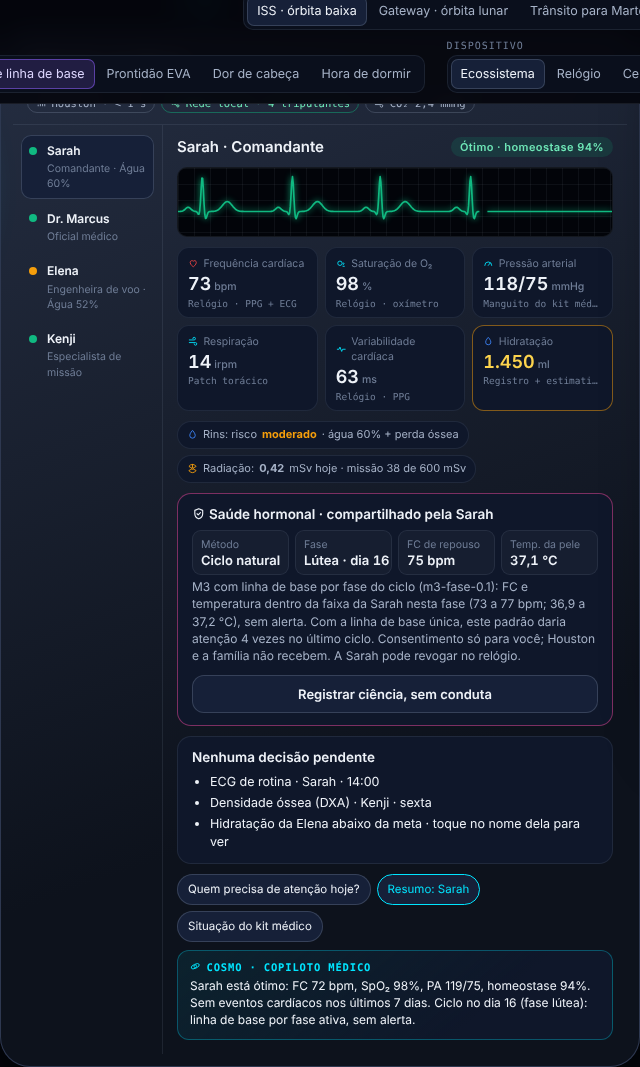 ISS · órbita baixa
Gateway · órbita lunar
Trânsito para Mart
DISPOSITIVO
linha de base
Prontidão EVA
Dor de cabeça
Hora de dormir
Ecossistema
Relógio
Ce
Houston · < 1 s
Rede local · 4 tripulantes
CO₂ 2,4 mmHg
Sarah
Comandante · Água
60%
Dr. Marcus
Oficial médico
Elena
Engenheira de voo ·
Água 52%
Kenji
Especialista de
missão
Sarah · Comandante
Ótimo · homeostase 94%
Frequência cardíaca
73 bpm
Relógio · PPG + ECG
Saturação de O₂
98 %
Relógio · oxímetro
Pressão arterial
118/75 mmHg
Manguito do kit méd…
Respiração
14 irpm
Patch torácico
Variabilidade
cardíaca
63 ms
Relógio · PPG
Hidratação
1.450 ml
Registro + estimati…
Rins: risco moderado · água 60% + perda óssea
Radiação: 0,42 mSv hoje · missão 38 de 600 mSv
Saúde hormonal · compartilhado pela Sarah
Método
Ciclo natural
Fase
Lútea · dia 16
FC de repouso
75 bpm
Temp. da pele
37,1 °C
M3 com linha de base por fase do ciclo (m3-fase-0.1): FC e
temperatura dentro da faixa da Sarah nesta fase (73 a 77 bpm; 36,9 a
37,2 °C), sem alerta. Com a linha de base única, este padrão daria
atenção 4 vezes no último ciclo. Consentimento só para você; Houston
e a família não recebem. A Sarah pode revogar no relógio.
Registrar ciência, sem conduta
Nenhuma decisão pendente
• ECG de rotina · Sarah · 14:00
• Densidade óssea (DXA) · Kenji · sexta
• Hidratação da Elena abaixo da meta · toque no nome dela para
ver
Quem precisa de atenção hoje?
Resumo: Sarah
Situação do kit médico
COSMO · COPILOTO MÉDICO
Sarah está ótimo: FC 72 bpm, SpO₂ 98%, PA 119/75, homeostase 94%.
Sem eventos cardíacos nos últimos 7 dias. Ciclo no dia 16 (fase lútea):
linha de base por fase ativa, sem alerta.